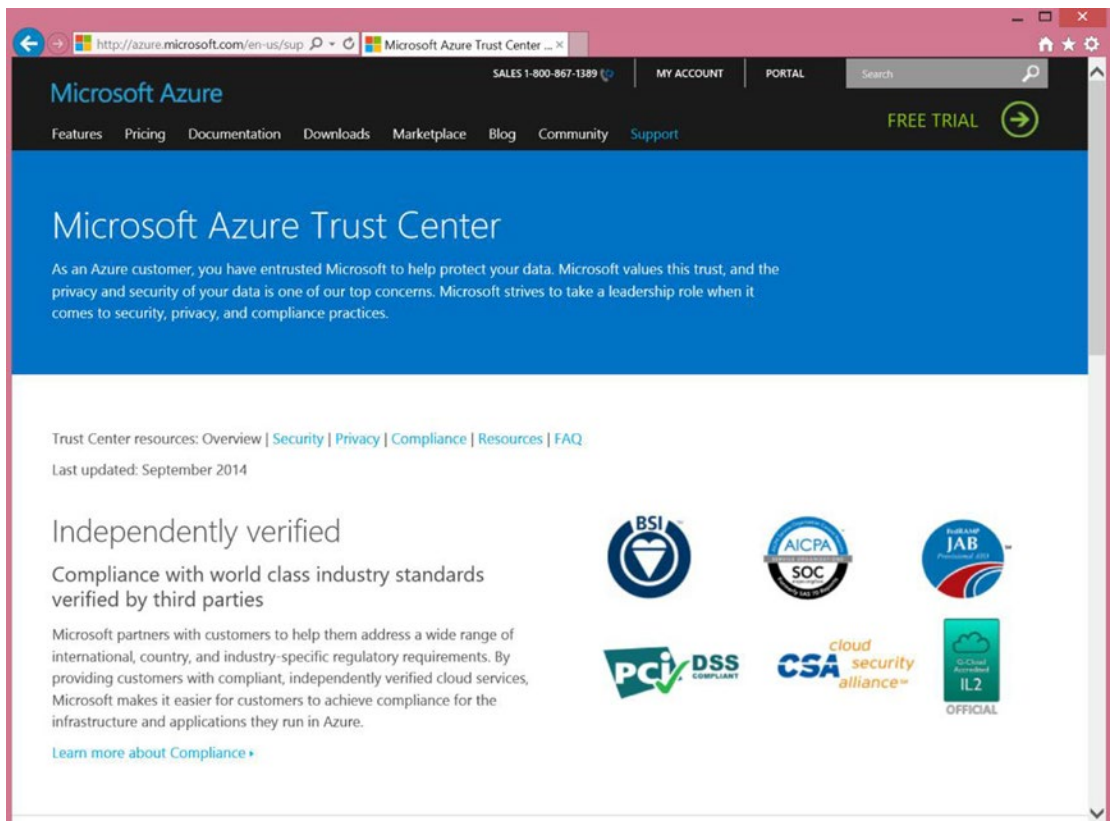 http://azure.microsoft.com/en-us/sup
Microsoft Azure Trust Center ...
SALES 1-800-867-1389
MY ACCOUNT
PORTAL
Search
Microsoft Azure
FREE TRIAL
Features Pricing Documentation Downloads Marketplace Blog Community Support
Microsoft Azure Trust Center
As an Azure customer, you have entrusted Microsoft to help protect your data. Microsoft values this trust, and the
privacy and security of your data is one of our top concerns. Microsoft strives to take a leadership role when it
comes to security, privacy, and compliance practices.
Trust Center resources: Overview | Security | Privacy | Compliance | Resources | FAQ
Last updated: September 2014
Independently verified
Compliance with world class industry standards
verified by third parties
Microsoft partners with customers to help them address a wide range of
international, country, and industry-specific regulatory requirements. By
providing customers with compliant, independently verified cloud services,
Microsoft makes it easier for customers to achieve compliance for the
infrastructure and applications they run in Azure.
Learn more about Compliance
BSI
AICPA
SOC
FedRAMP
JAB
Provisional ATO
PCI DSS
COMPLIANT
CSA cloud
security
alliance
G-Cloud
Accredited
IL2
OFFICIAL